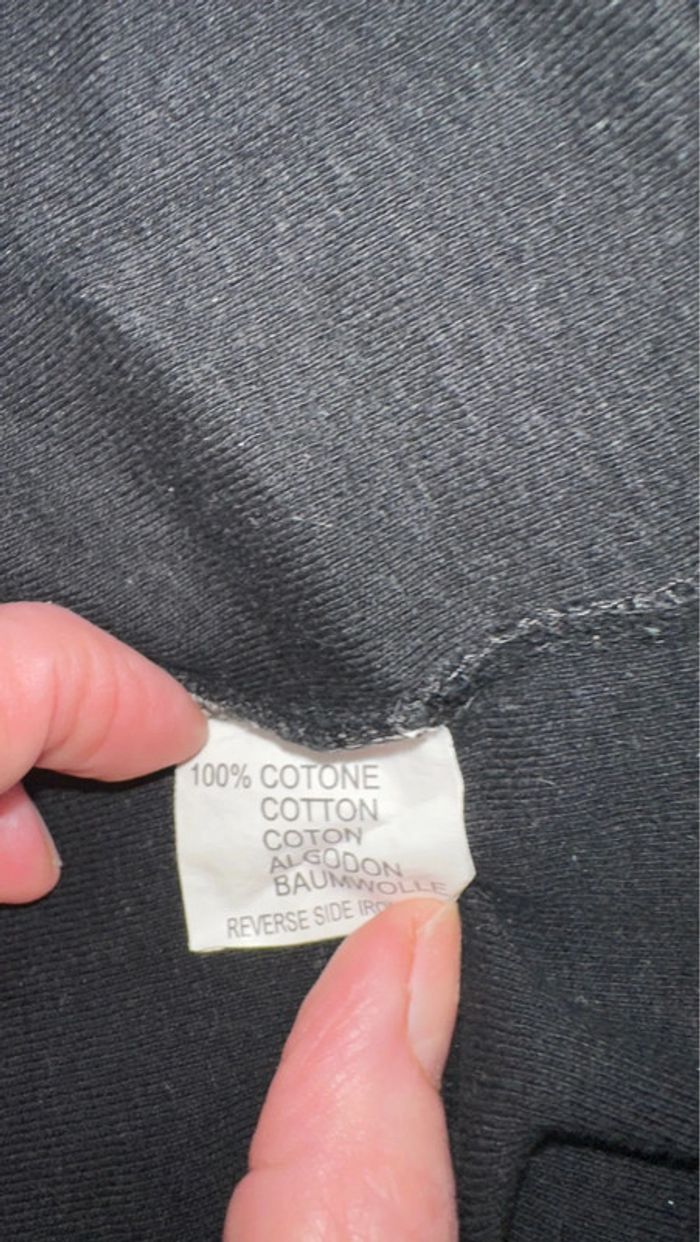 100% COTONE
COTTON
COTON
ALGODON
BAUMWOLLE
REVERSE SIDE